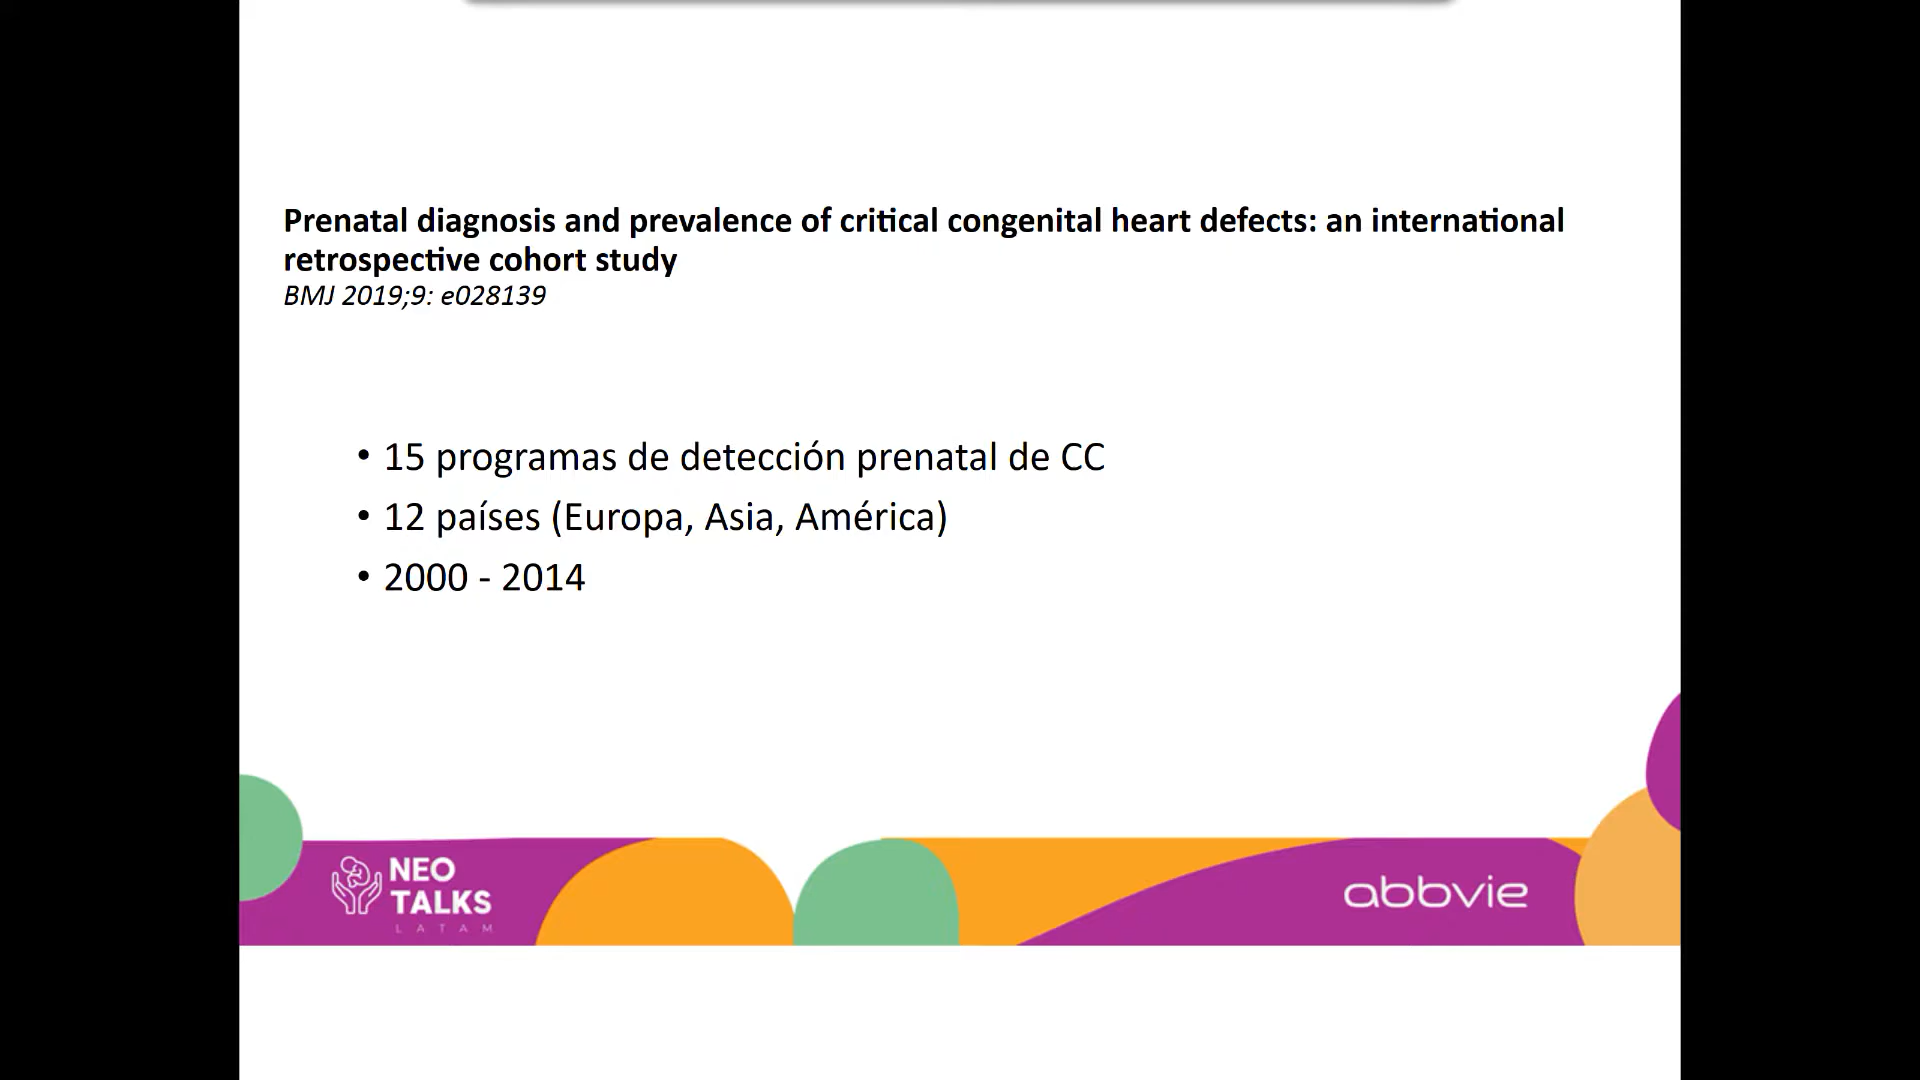 Prenatal diagnosis and prevalence of critical congenital heart defects: an international
retrospective cohort study
BMJ 2019;9: e028139
• 15 programas de detección prenatal de CC
• 12 países (Europa, Asia, América)
• 2000 - 2014
NEO
TALKS
LATAM
abbvie